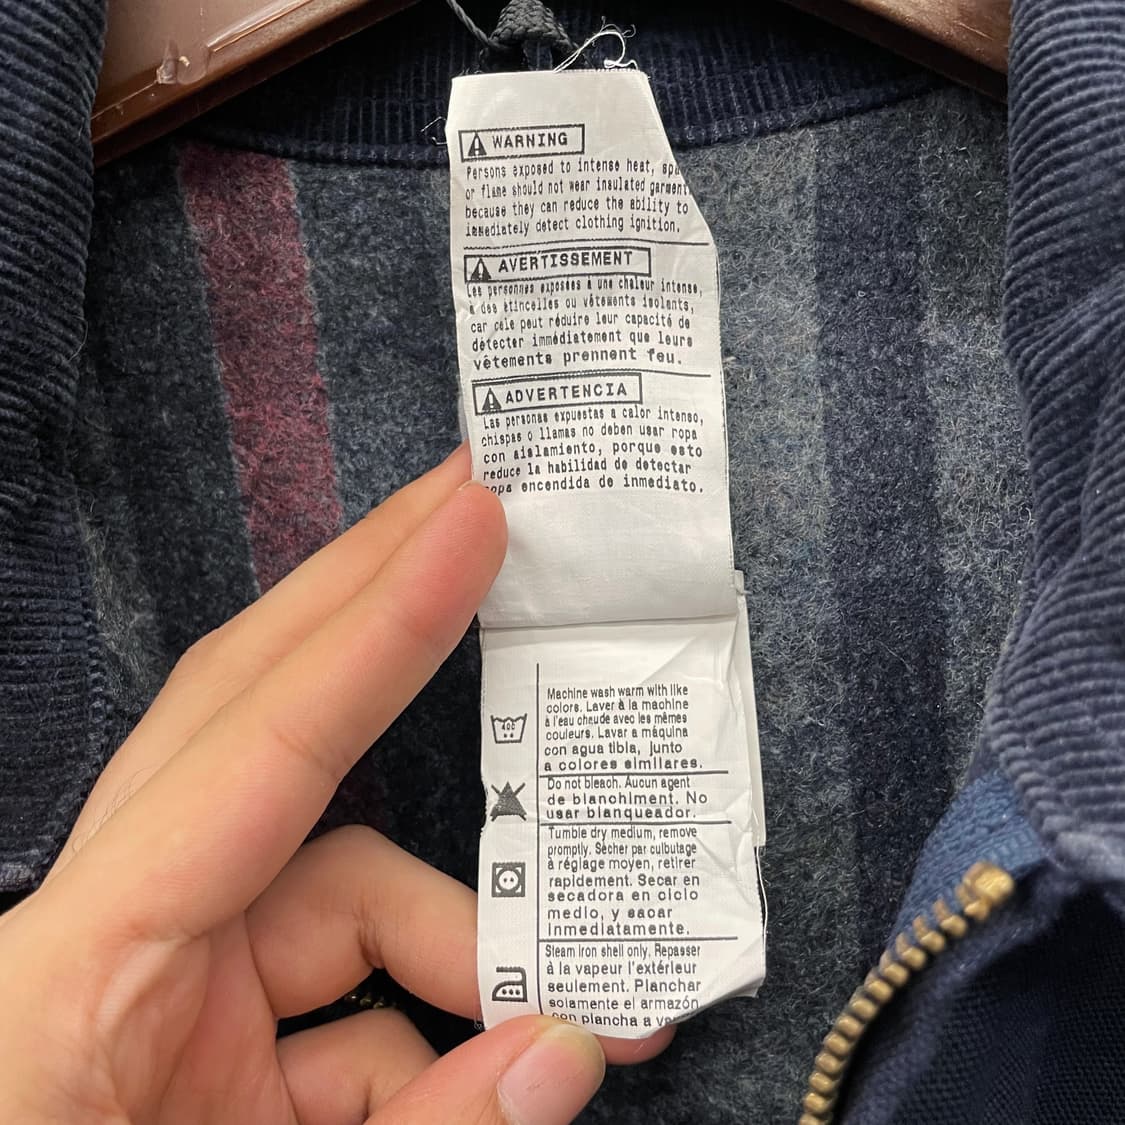 WARNING
Persons exposed to intense heat,
or flame should not wear insulated garment
because they can reduce the ability to
immediately detect clothing ignition.
AVERTISSEMENT
Les personnes exposées à une chaleur intense,
à des étincelles ou vêtements isolants,
car cele peut réduire leur capacité de
détecter immédiatement que leurs
vêtements prennent feu.
ADVERTENCIA
Las personas expuestas a calor intenso,
chispas o llamas no deben usar ropa
con aislamiento, porque esto
reduce la habilidad de detectar
ropa encendida de inmediato.
40C
Machine wash warm with like
colors. Laver à la machine
à l'eau chaude avec les mêmes
couleurs. Lavar a máquina
con agua tibia, junto
a colores similares.
Do not bleach. Aucun agent
de blanchiment. No
usar blanqueador.
Tumble dry medium, remove
promptly. Sécher par culbutage
à réglage moyen, retirer
rapidement. Secar en
secadora en ciclo
medio, y sacar
inmediatamente.
Steam iron shell only. Repasser
à la vapeur l'extérieur
seulement. Planchar
solamente el armazón
con plancha a